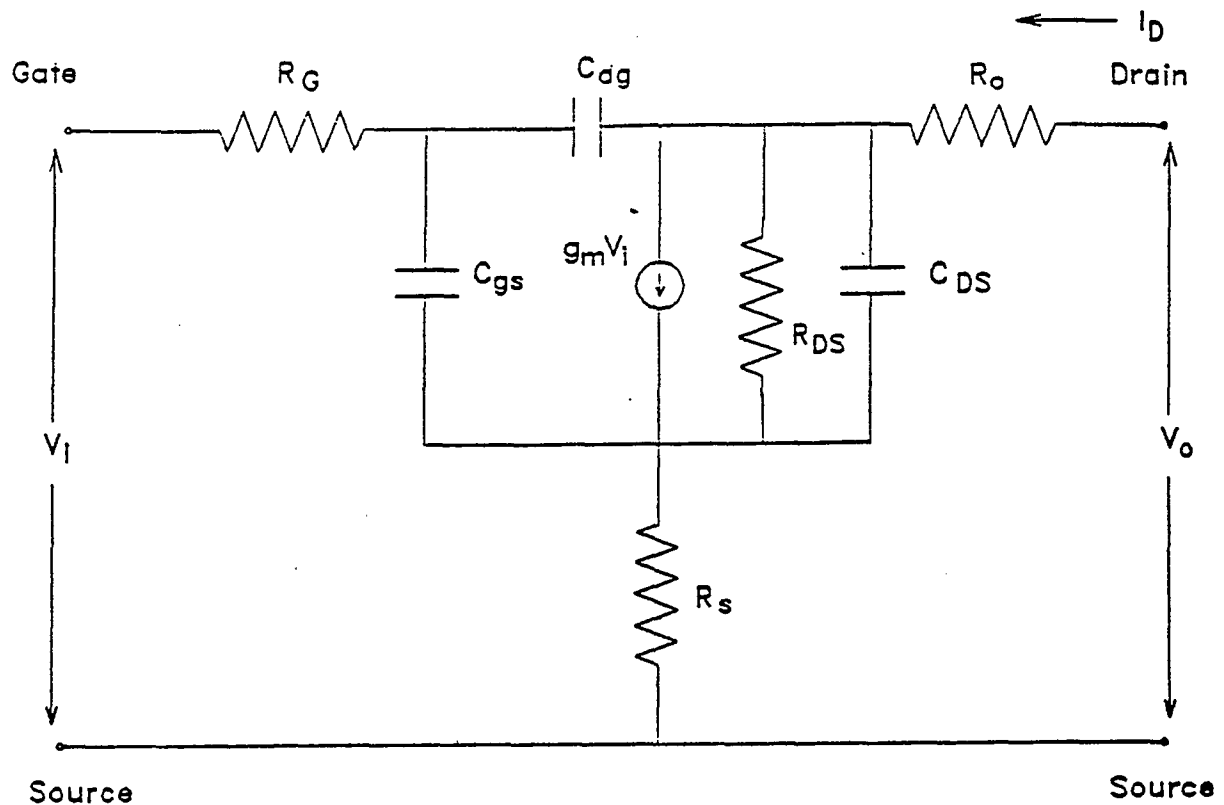 I_D
Gate
R_G
C_dg
R_o
Drain
g_mV_i
C_gs
C_DS
R_DS
V_i
V_o
R_s
Source
Source